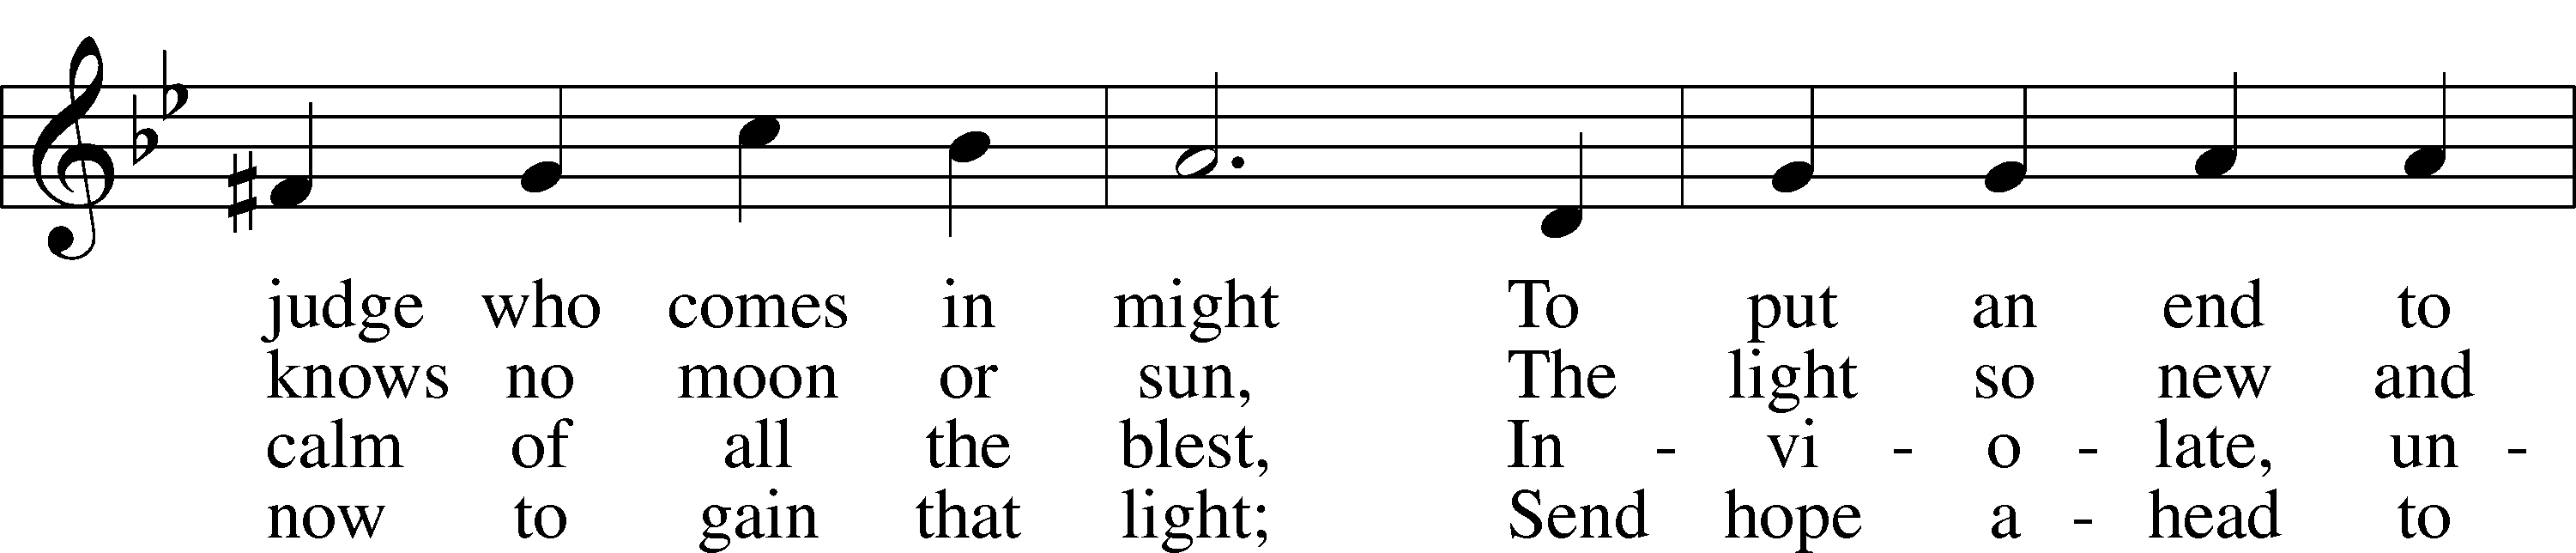 judge who comes in might To put an end to
knows no moon or sun, The light so new and
calm of all the blest, In - vi - o - late, un -
now to gain that light; Send hope a - head to